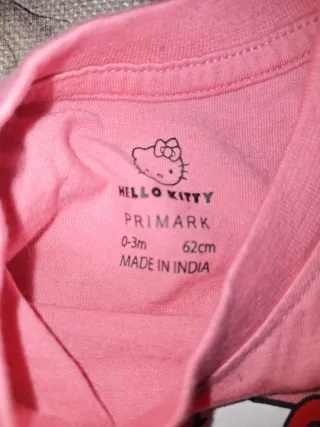 HELLO KITTY
PRIMARK
0-3m 62cm
MADE IN INDIA